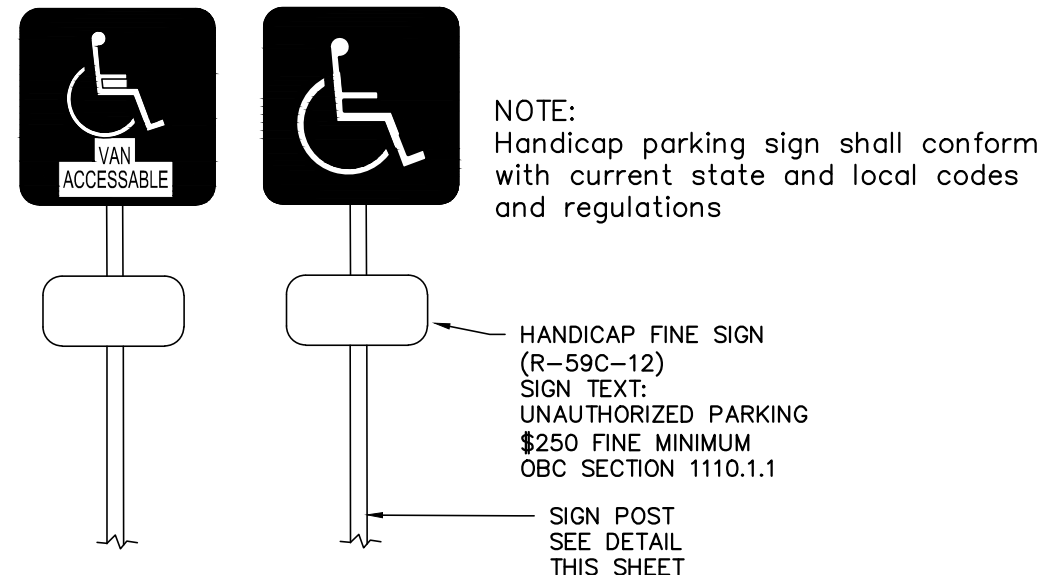 VAN
ACCESSABLE
NOTE:
Handicap parking sign shall conform
with current state and local codes
and regulations
HANDICAP FINE SIGN
(R-59C-12)
SIGN TEXT:
UNAUTHORIZED PARKING
$250 FINE MINIMUM
OBC SECTION 1110.1.1
SIGN POST
SEE DETAIL
THIS SHEET